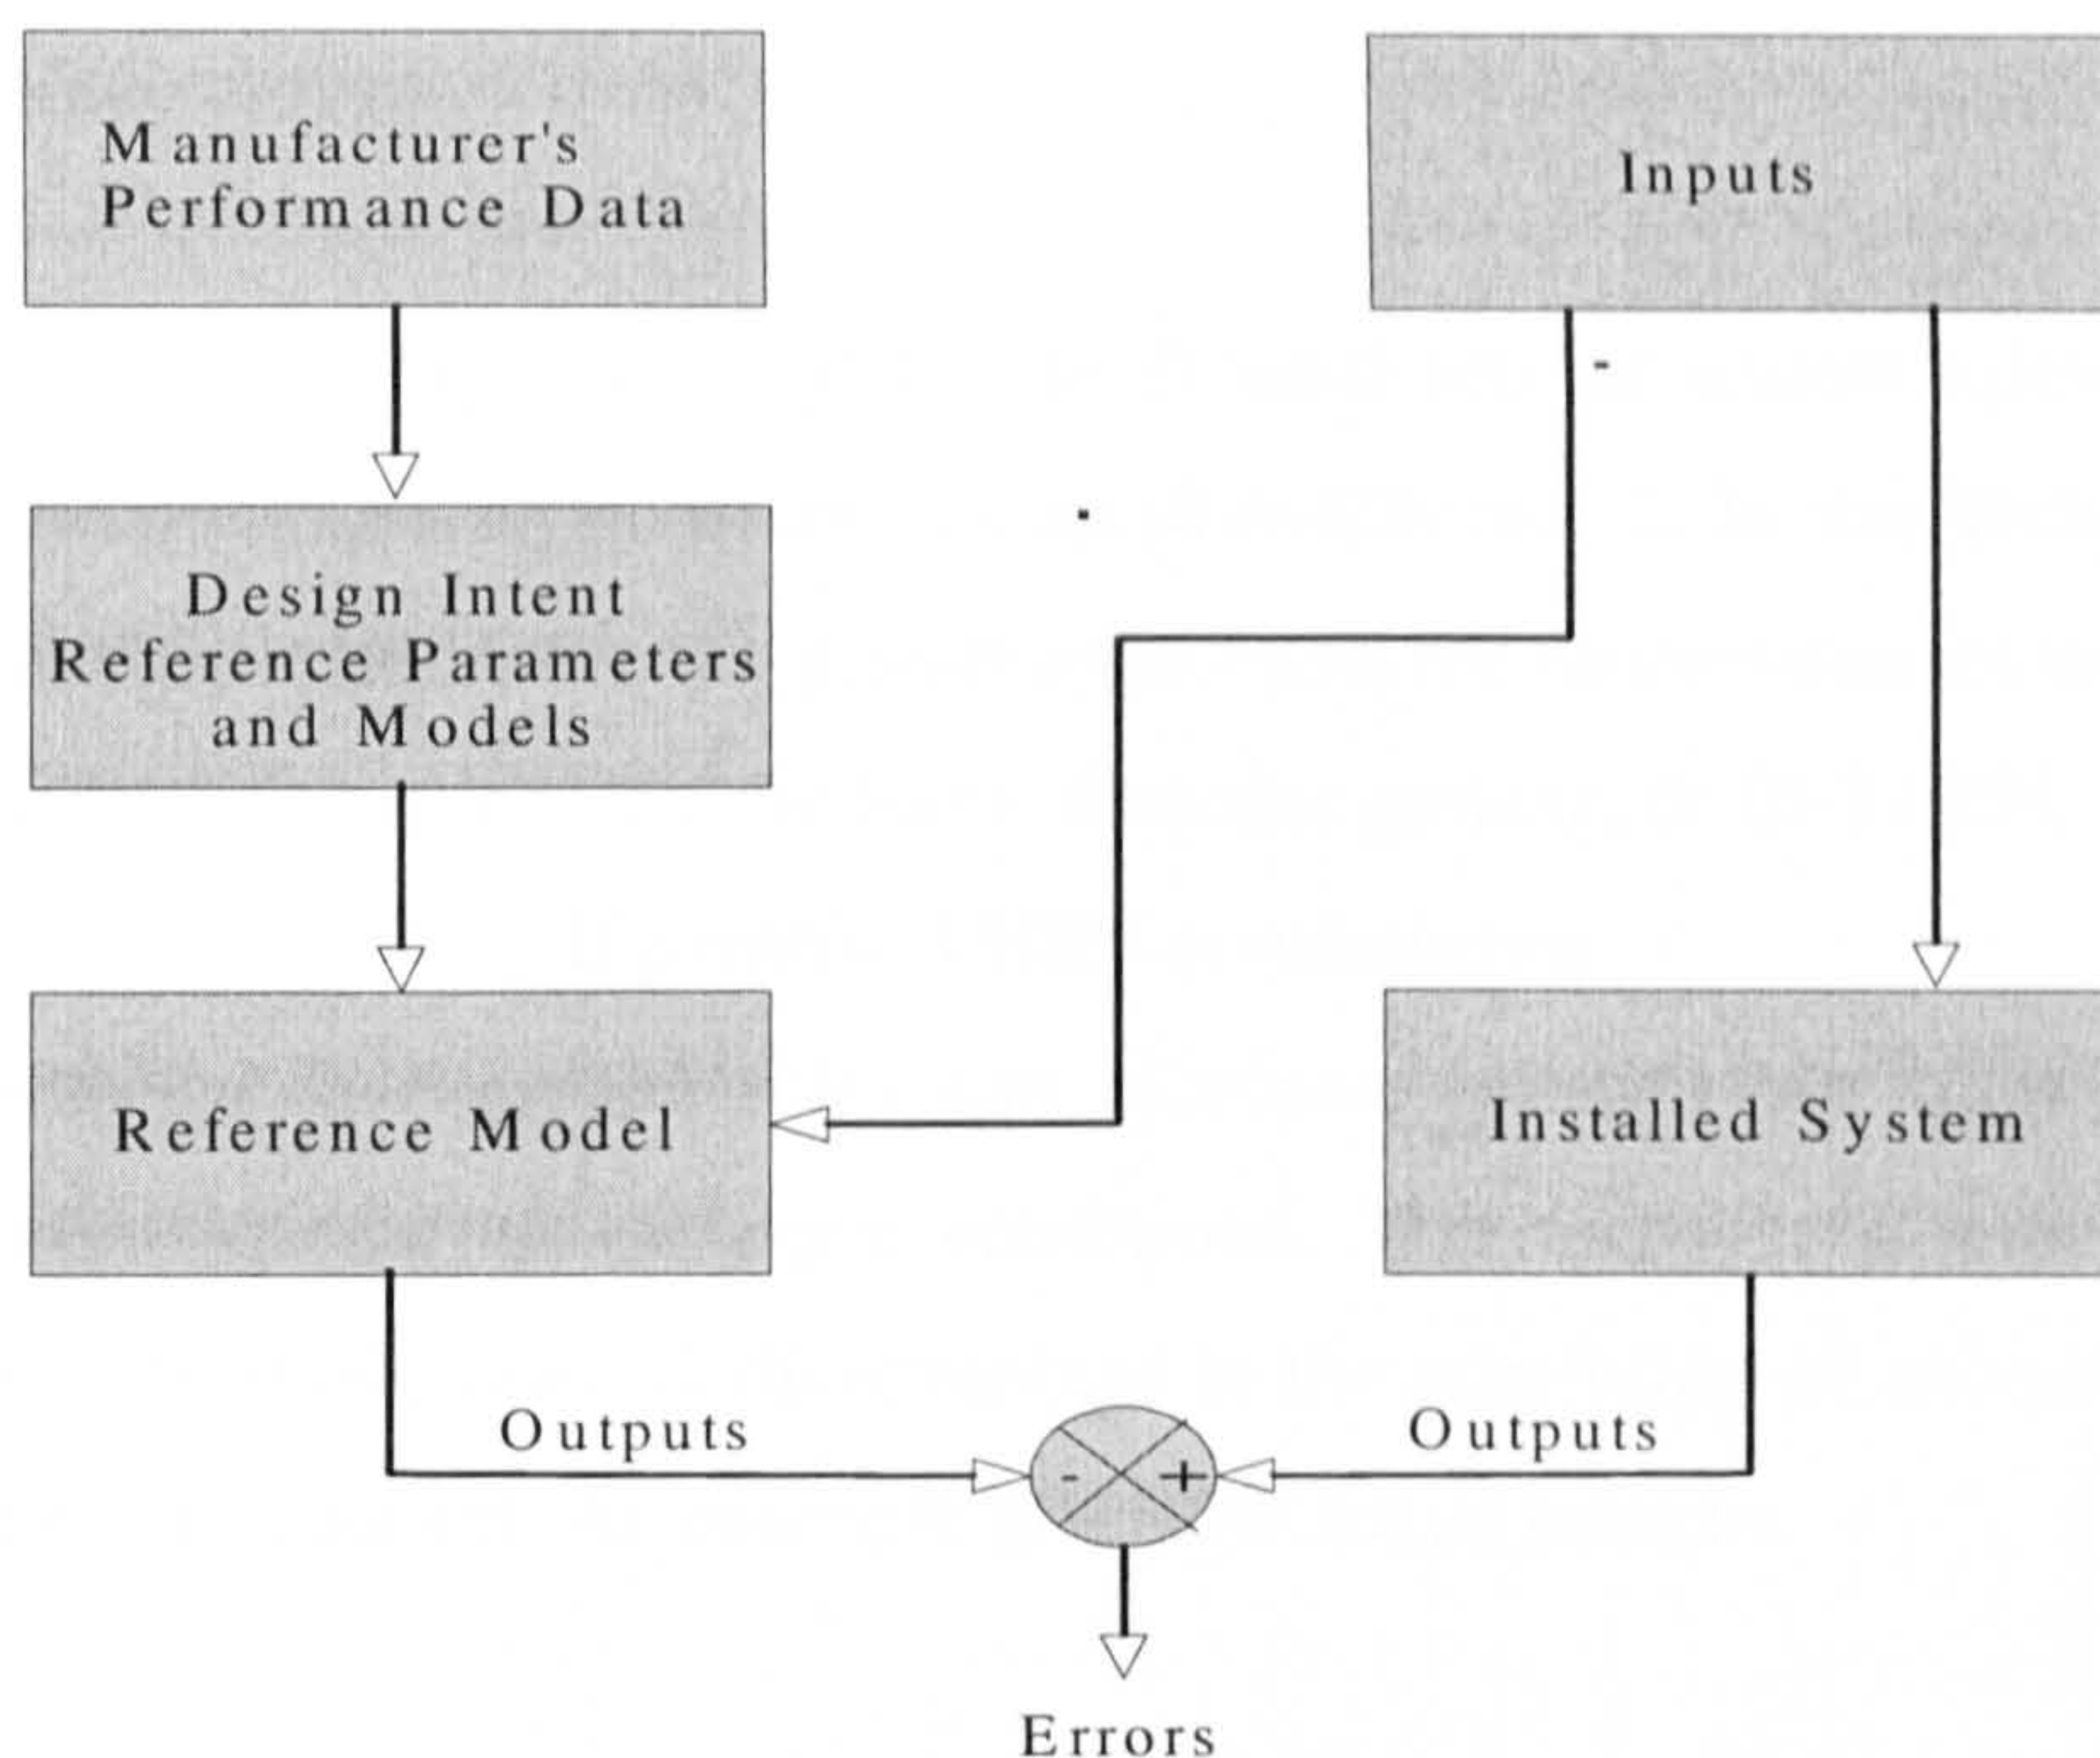 Manufacturer's
Performance Data
Inputs
Design Intent
Reference Parameters
and Models
Reference Model
Installed System
Outputs
Outputs
- +
Errors